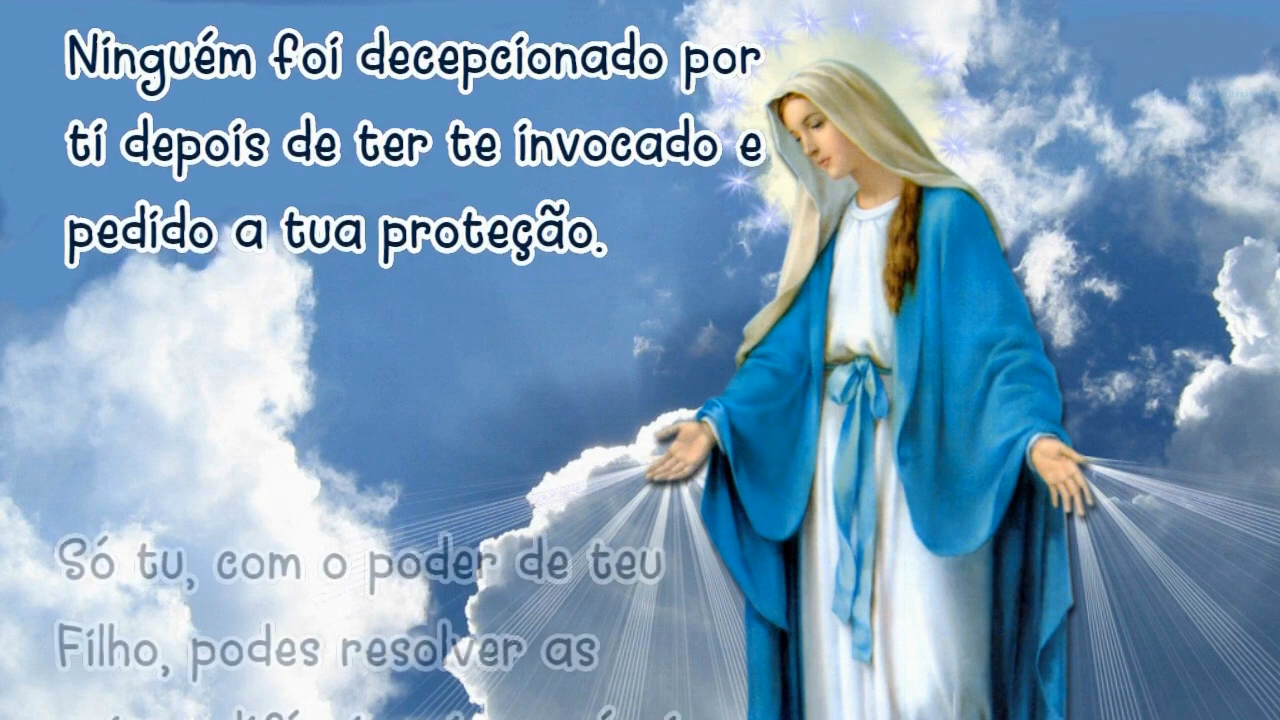 Ninguém foi decepcionado por
ti depois de ter te invocado e
pedido a tua proteção.
Só tu, com o poder de teu
Filho, podes resolver as